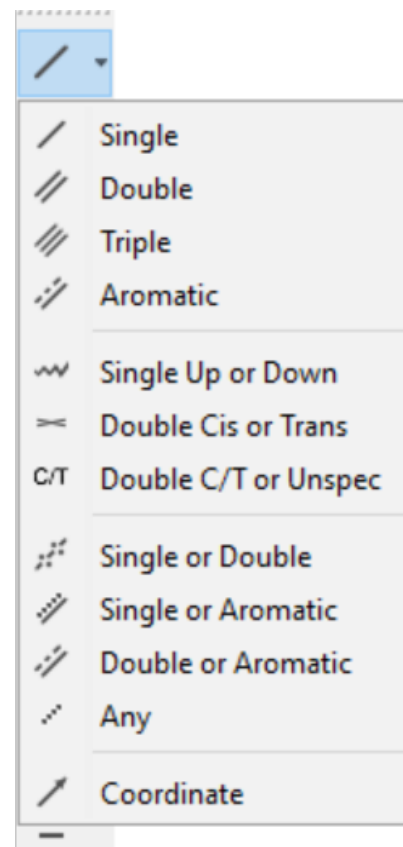 Single
Double
Triple
Aromatic
Single Up or Down
Double Cis or Trans
C/T Double C/T or Unspec
Single or Double
Single or Aromatic
Double or Aromatic
Any
Coordinate